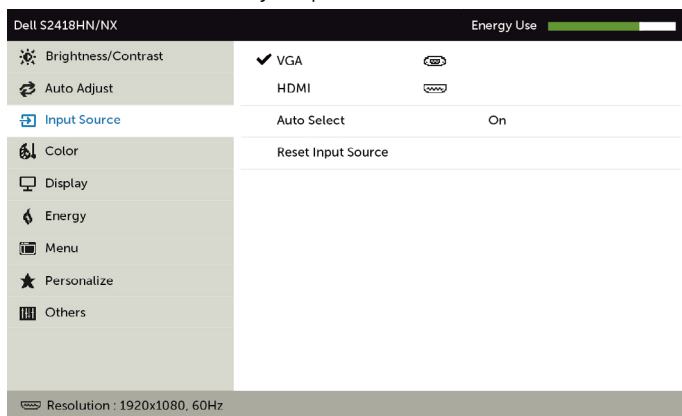 Dell S2418HN/NX Energy Use
Brightness/Contrast
Auto Adjust
Input Source
Color
Display
Energy
Menu
Personalize
Others
VGA
HDMI
Auto Select On
Reset Input Source
Resolution : 1920x1080, 60Hz